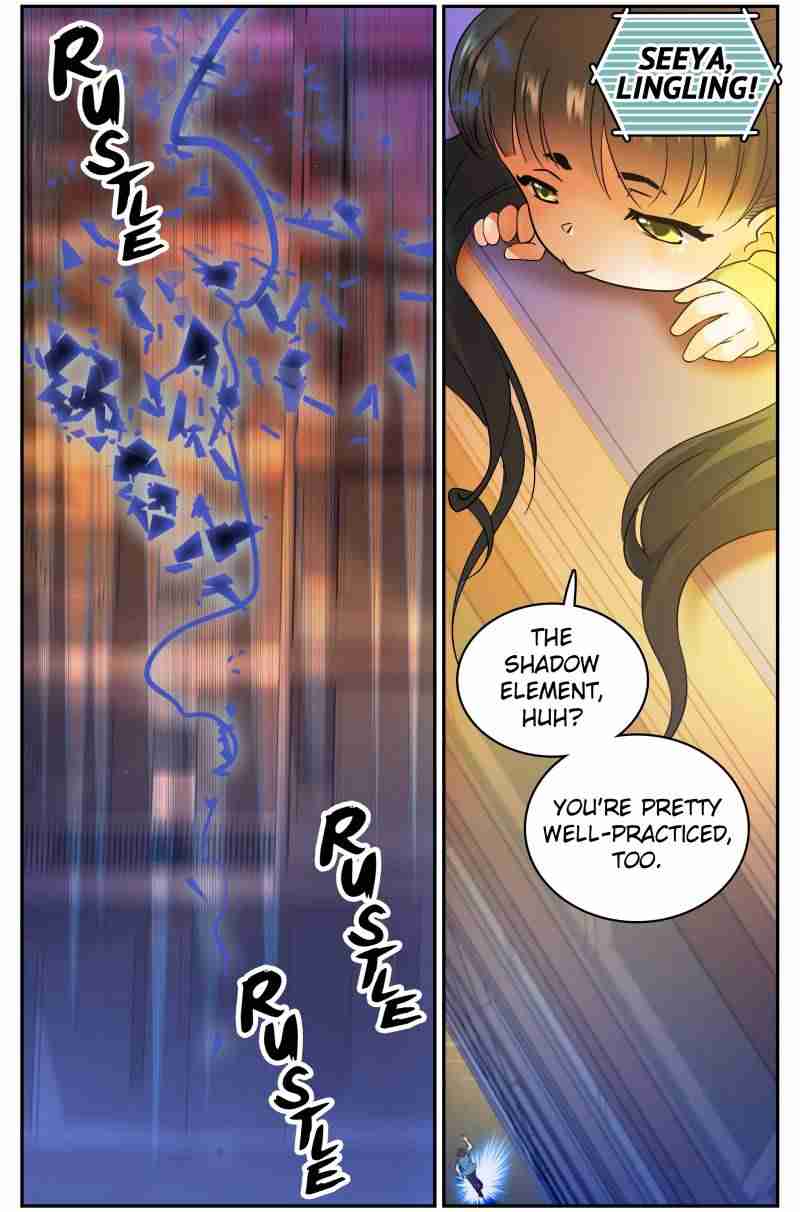 RUSTLE
RUSTLE
RUSTLE
SEEYA,
LINGLING!
THE
SHADOW
ELEMENT,
HUH?
YOU'RE PRETTY
WELL-PRACTICED,
TOO.